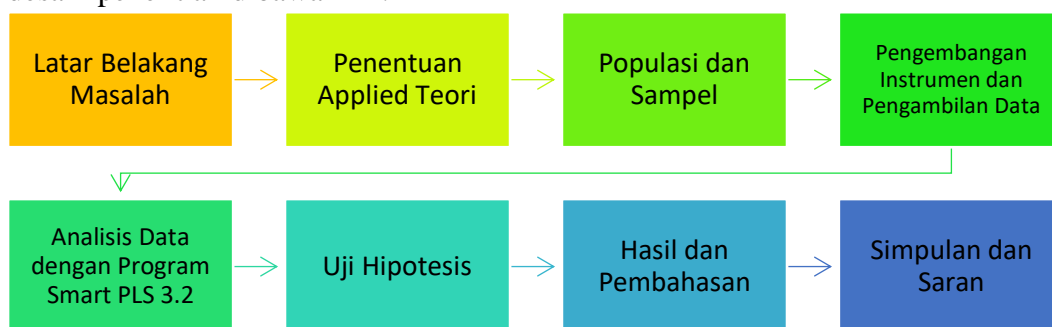 Latar Belakang
Masalah
Penentuan
Applied Teori
Populasi dan
Sampel
Pengembangan
Instrumen dan
Pengambilan Data
Analisis Data
dengan Program
Smart PLS 3.2
Uji Hipotesis
Hasil dan
Pembahasan
Simpulan dan
Saran